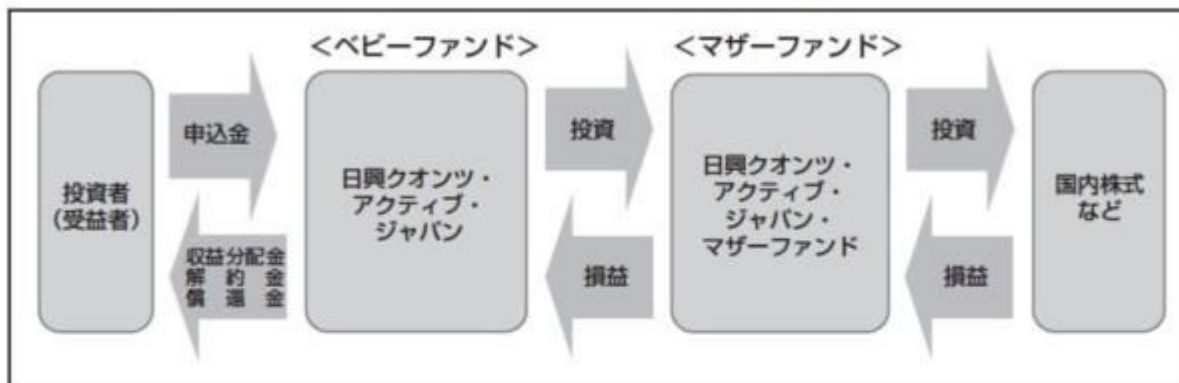 <ベビーファンド>
<マザーファンド>
投資者
(受益者)
申込金
収益分配金
解約金
償還金
日興クオンツ・
アクティブ・
ジャパン
投資
損益
日興クオンツ・
アクティブ・
ジャパン・
マザーファンド
投資
損益
国内株式
など